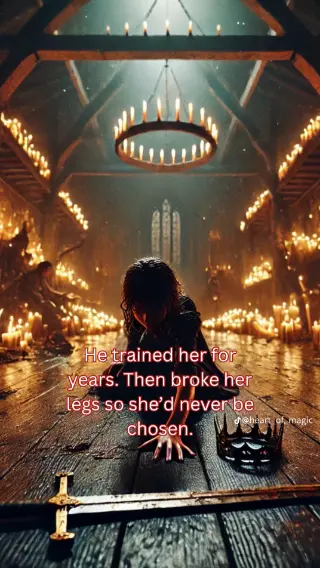 He trained her for
years. Then broke her
legs so she'd never be
chosen.
@heart_of_magic